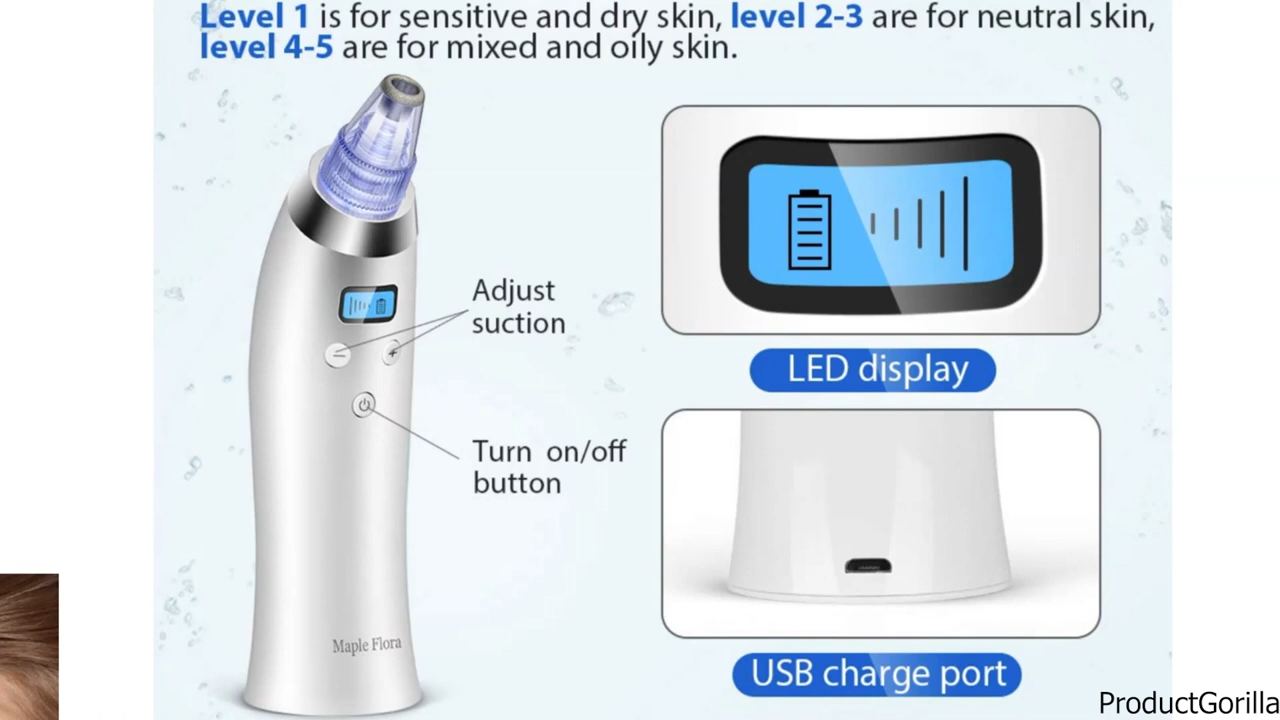 Level 1 is for sensitive and dry skin, level 2-3 are for neutral skin,
level 4-5 are for mixed and oily skin.
Adjust
suction
LED display
Turn on/off
button
Maple Flora
USB charge port
ProductGorilla